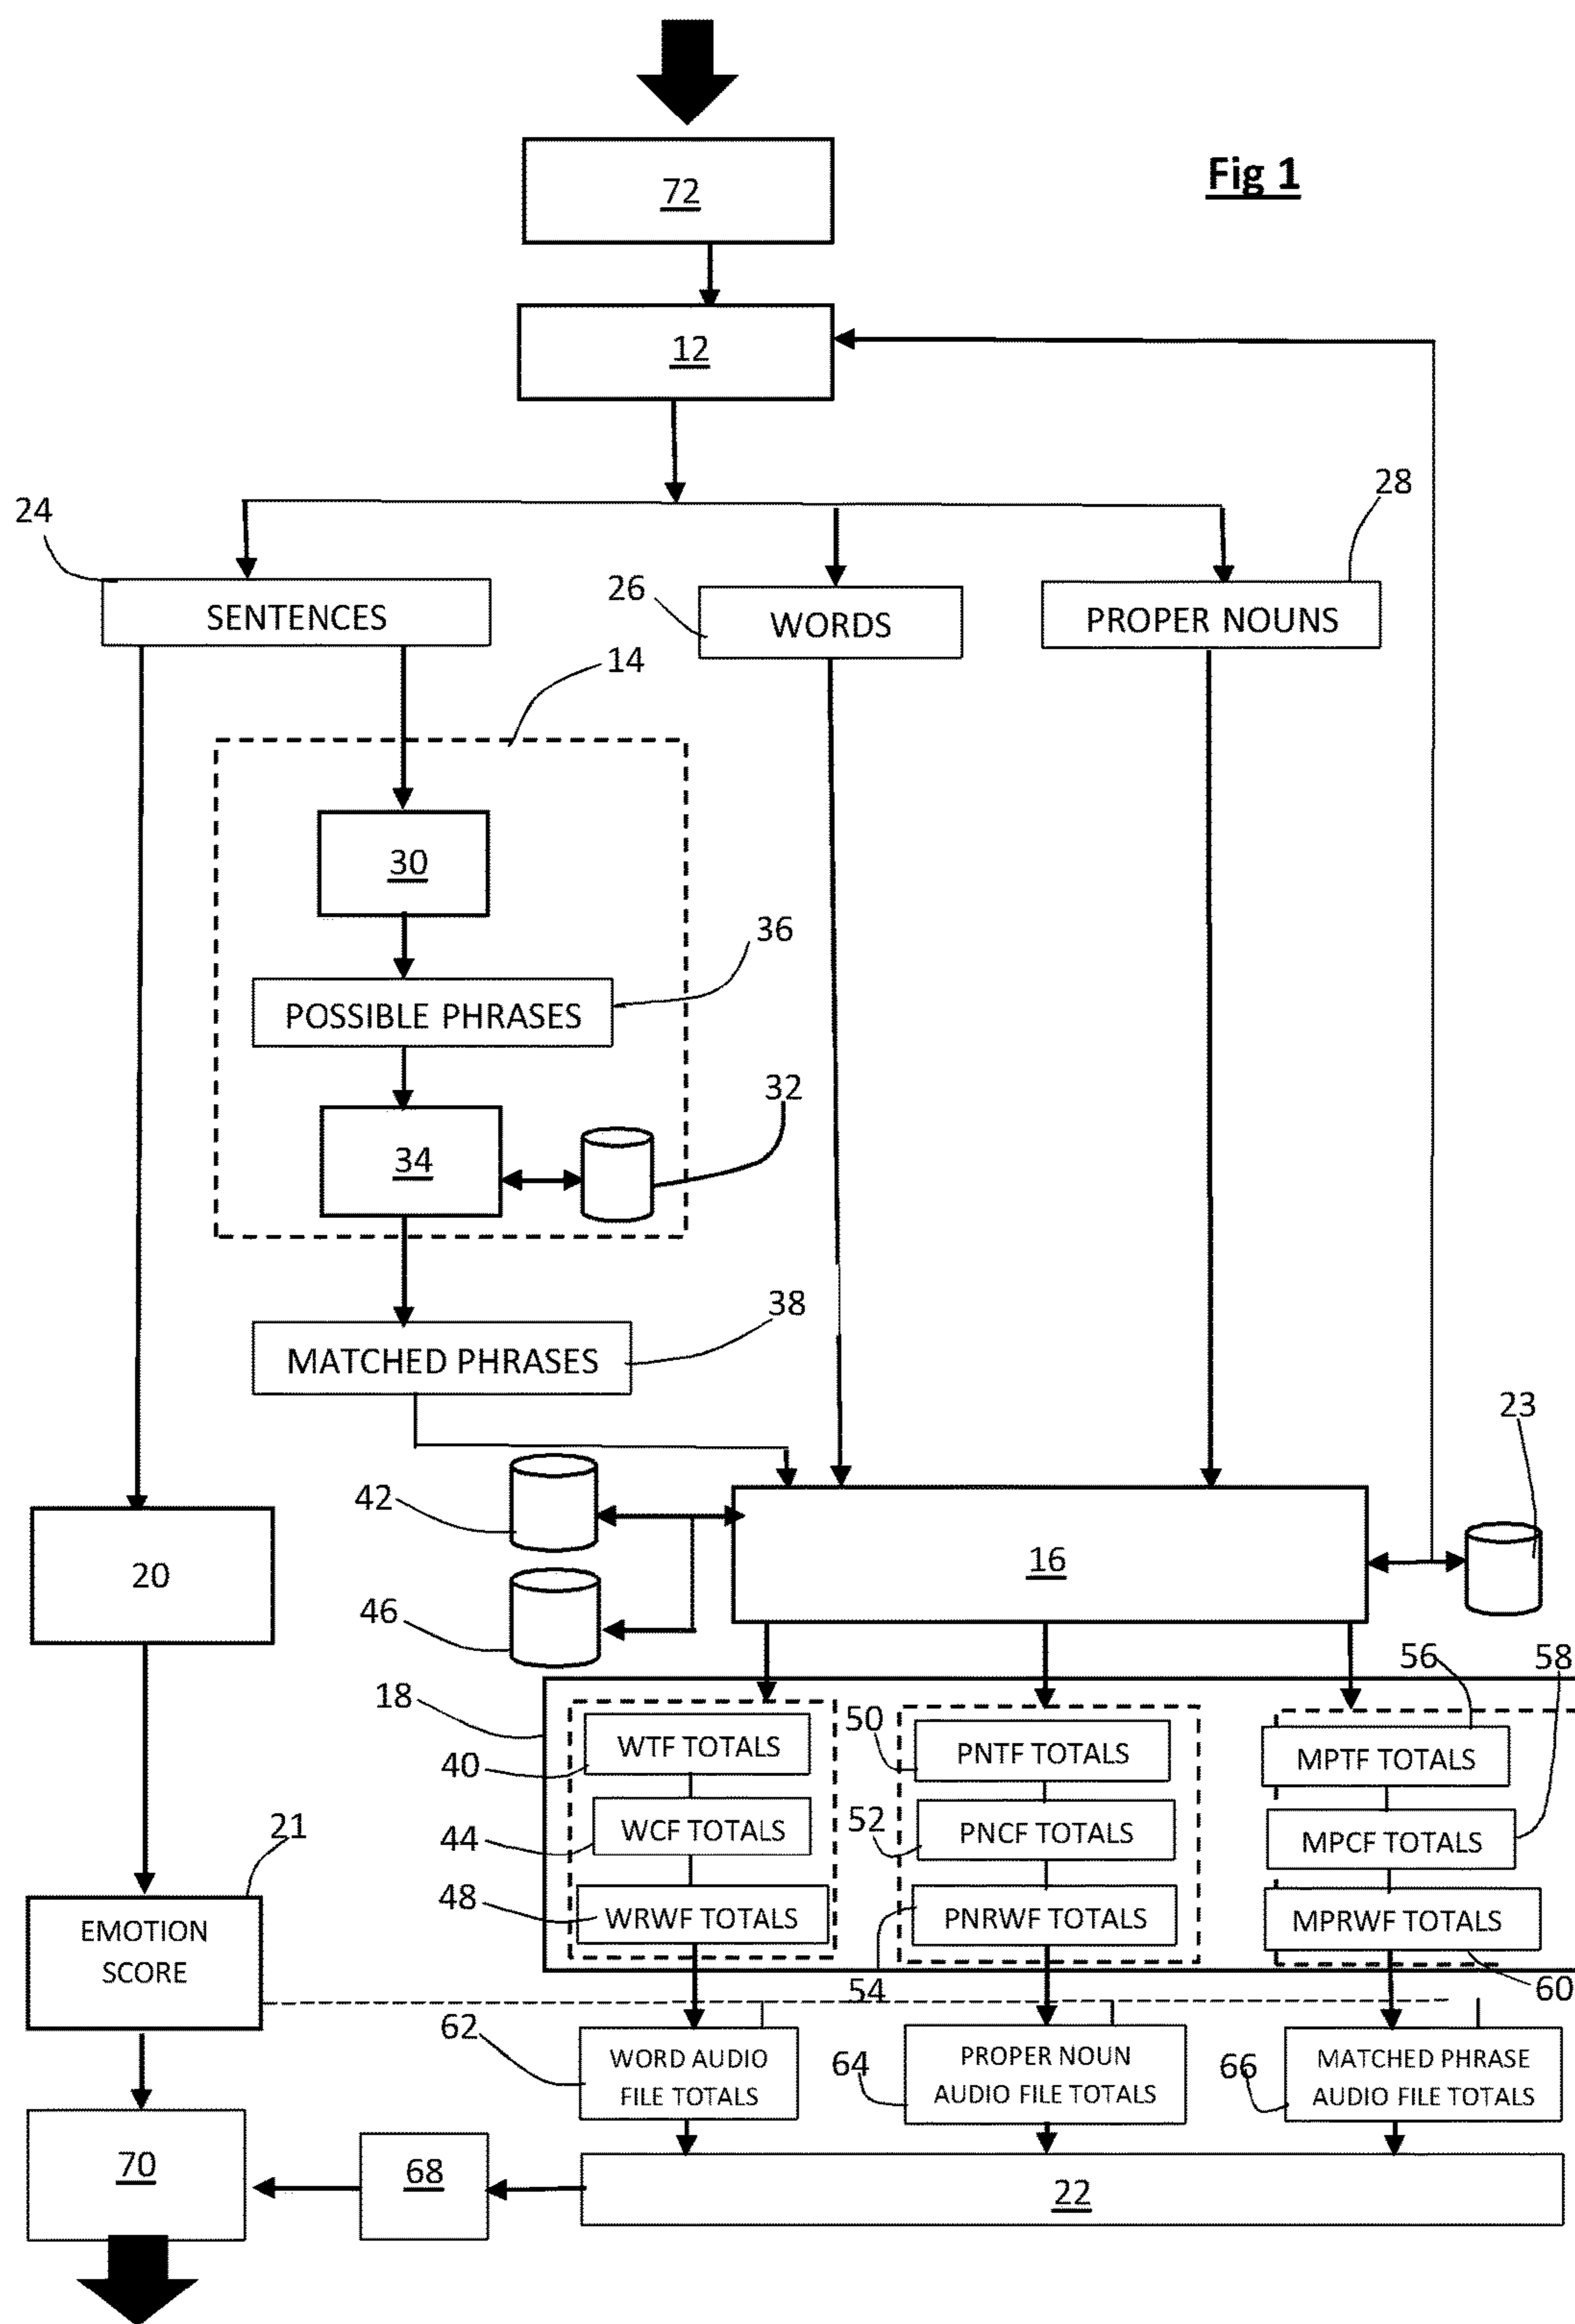 Fig 1
72
12
28
24
26
SENTENCES
WORDS
PROPER NOUNS
14
30
36
POSSIBLE PHRASES
32
34
38
MATCHED PHRASES
23
42
16
20
46
56
58
18
50
WTF TOTALS
PNTF TOTALS
MPTF TOTALS
40
21
52
44
WCF TOTALS
PNCF TOTALS
MPCF TOTALS
48
WRWF TOTALS
PNRWF TOTALS
MPRWF TOTALS
EMOTION
SCORE
54
60
62
WORD AUDIO
FILE TOTALS
64
PROPER NOUN
AUDIO FILE TOTALS
66
MATCHED PHRASE
AUDIO FILE TOTALS
70
68
22